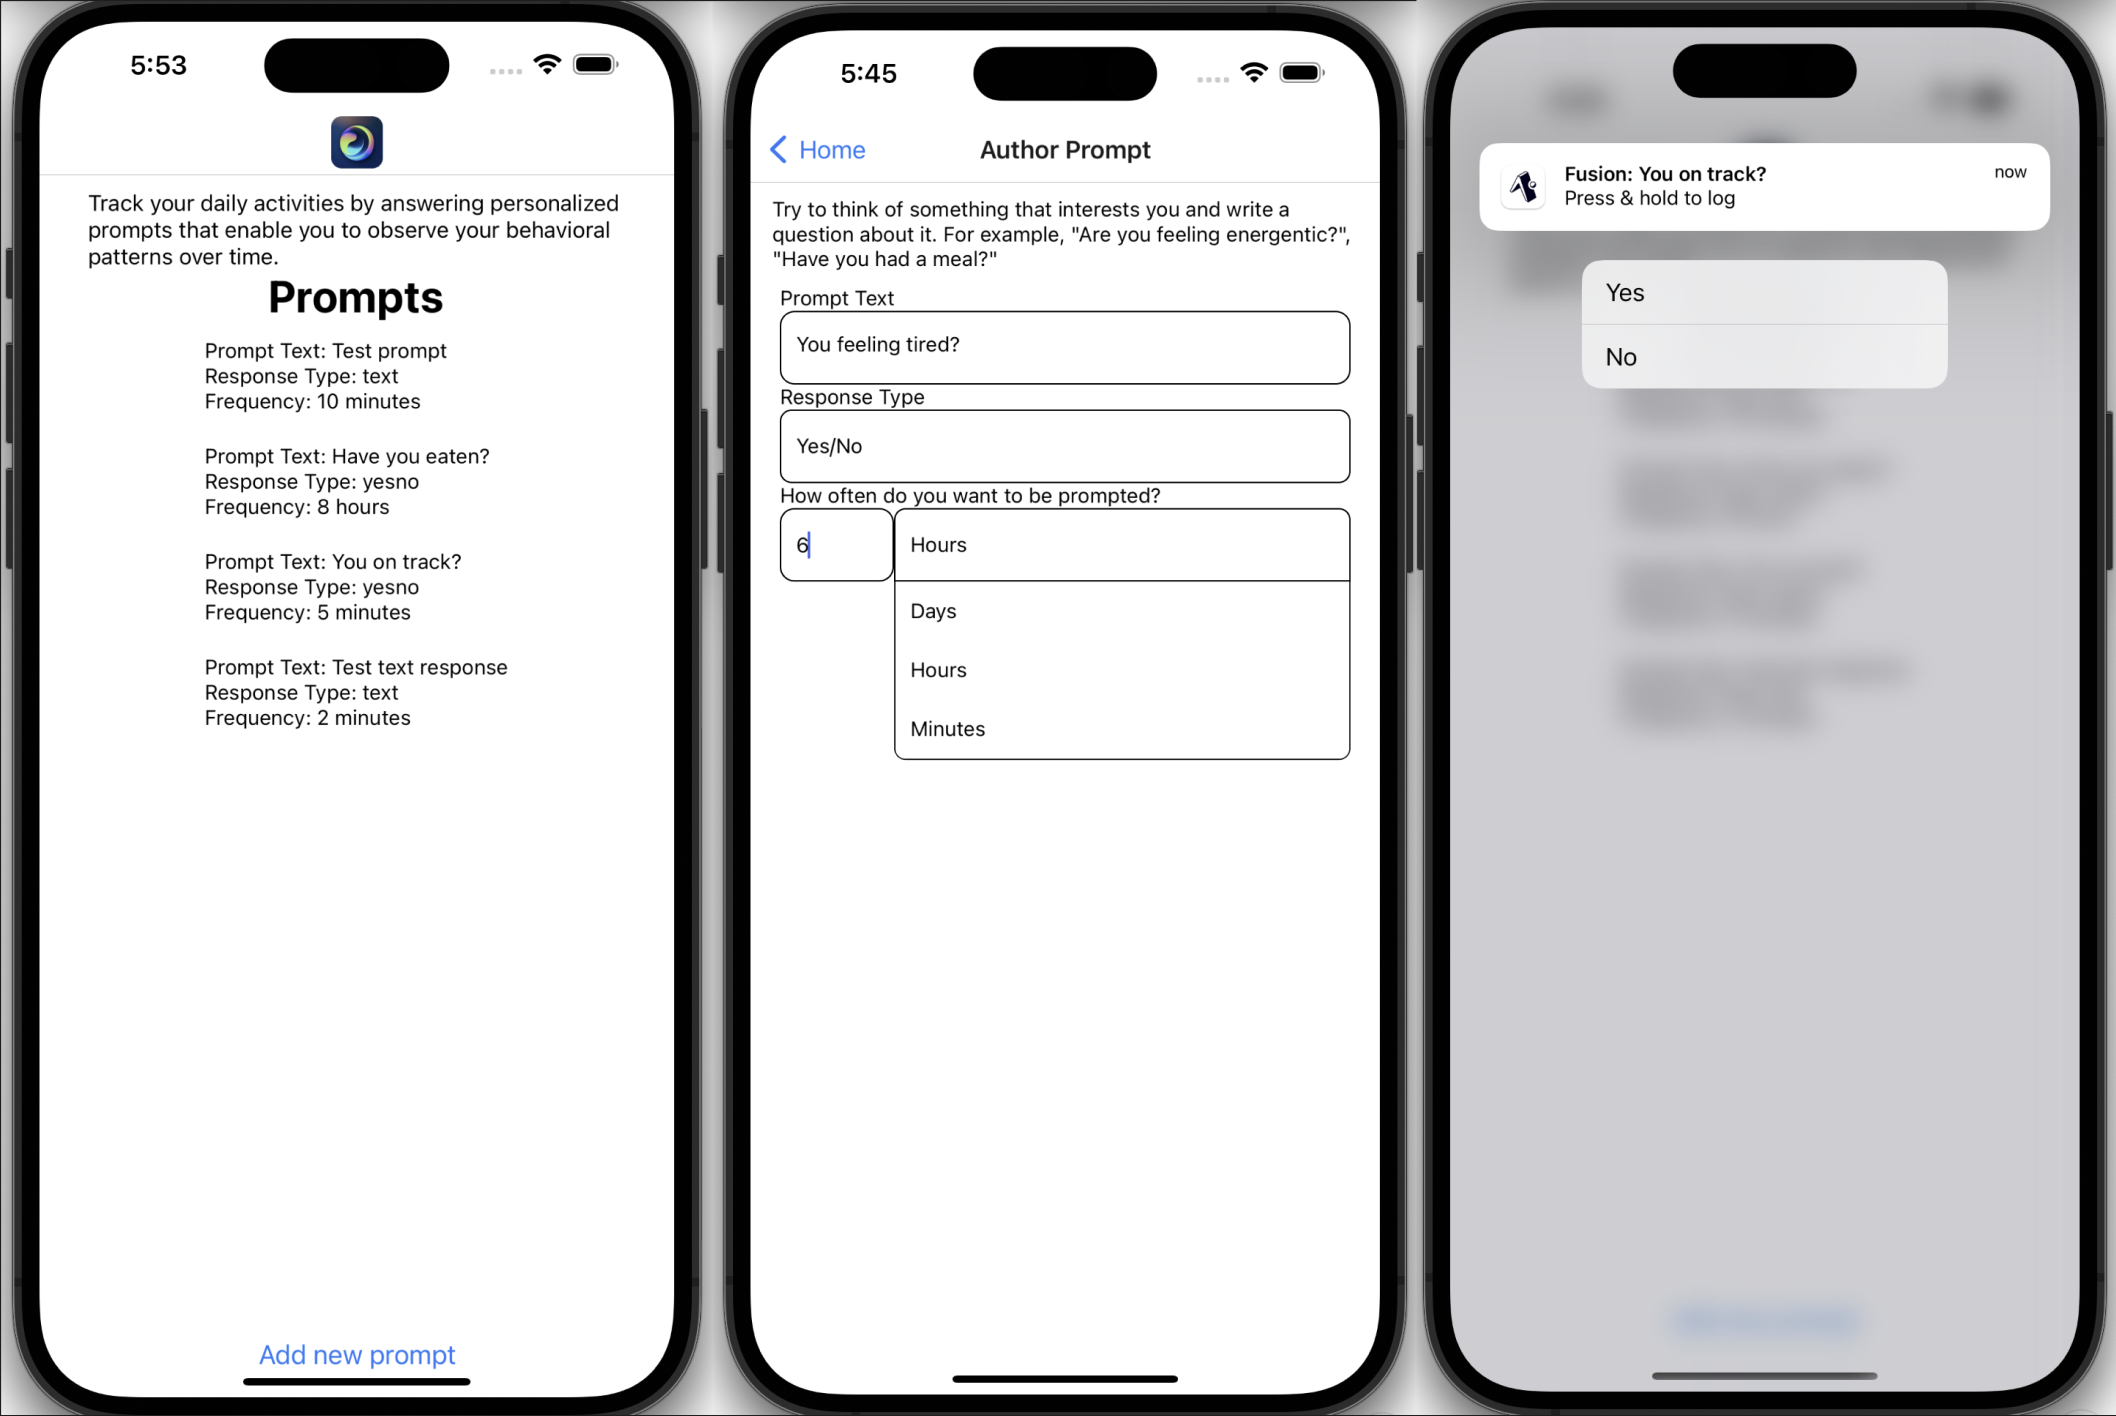 5:53
Track your daily activities by answering personalized
prompts that enable you to observe your behavioral
patterns over time.
Prompts
Prompt Text: Test prompt
Response Type: text
Frequency: 10 minutes
Prompt Text: Have you eaten?
Response Type: yesno
Frequency: 8 hours
Prompt Text: You on track?
Response Type: yesno
Frequency: 5 minutes
Prompt Text: Test text response
Response Type: text
Frequency: 2 minutes
Add new prompt
5:45
Home
Author Prompt
Try to think of something that interests you and write a
question about it. For example, "Are you feeling energentic?",
"Have you had a meal?"
Prompt Text
You feeling tired?
Response Type
Yes/No
How often do you want to be prompted?
6
Hours
Days
Hours
Minutes
Fusion: You on track?
now
Press & hold to log
Yes
No